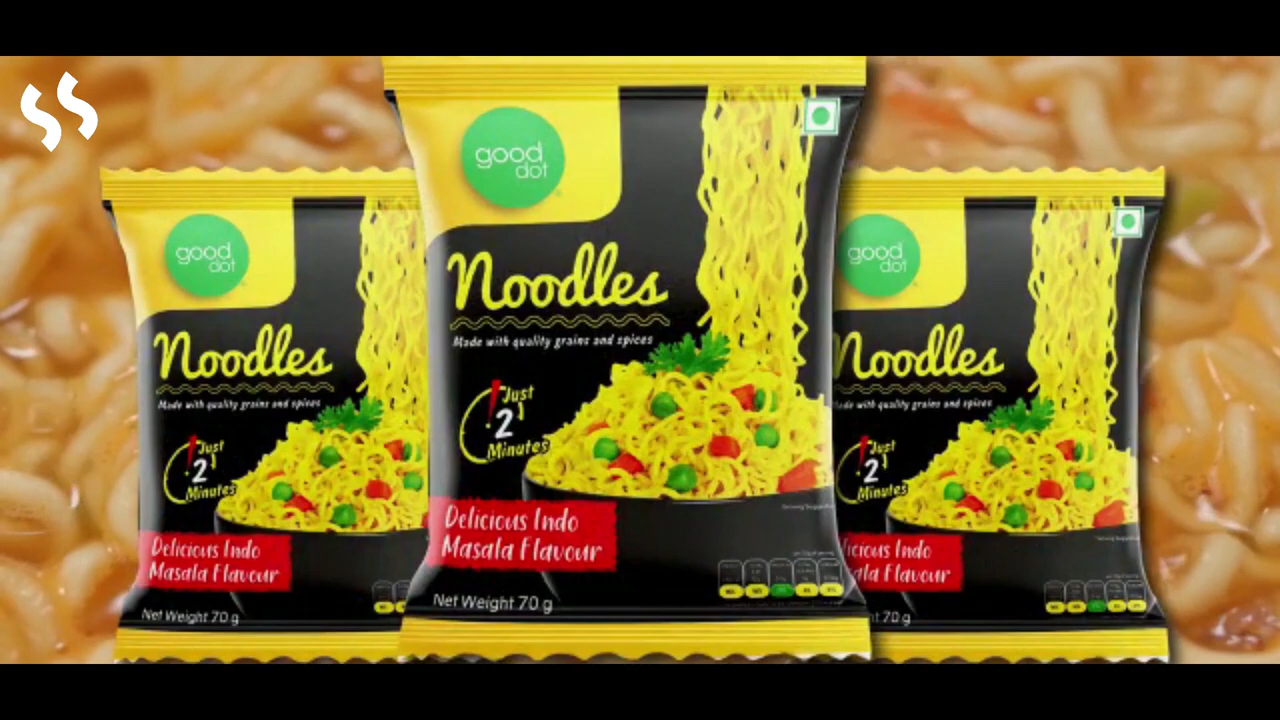 SS
good
dot
Noodles
Made with quality grains and spices
Just
2
Minutes
Delicious Indo
Masala Flavour
Net Weight 70 g
good
dot
Noodles
Made with quality grains and spices
Just
2
Minutes
Delicious Indo
Masala Flavour
Net Weight 70 g
good
dot
Noodles
Made with quality grains and spices
Just
2
Minutes
Indo
Flavour
70 g